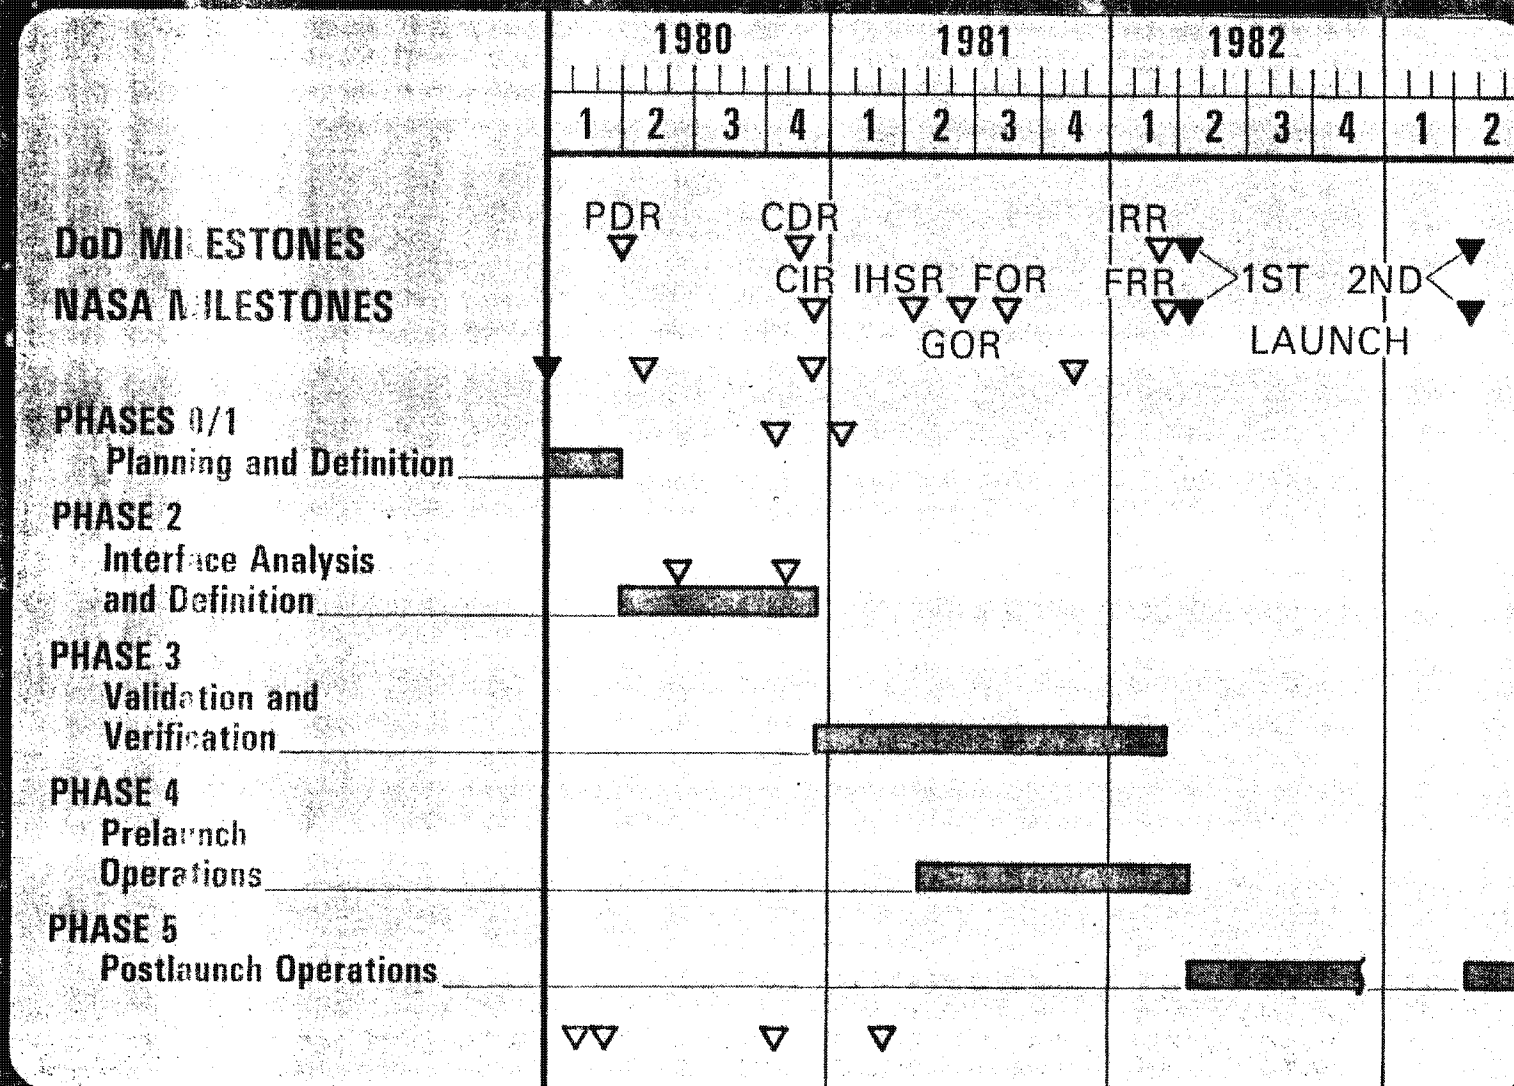 1980 1981 1982
1 2 3 4 1 2 3 4 1 2 3 4 1 2
PDR CDR IRR
DoD MILESTONES
CIR IHSR FOR FRR 1ST 2ND
NASA MILESTONES
GOR LAUNCH
PHASES 0/1
Planning and Definition
PHASE 2
Interface Analysis
and Definition
PHASE 3
Validation and
Verification
PHASE 4
Prelaunch
Operations
PHASE 5
Postlaunch Operations